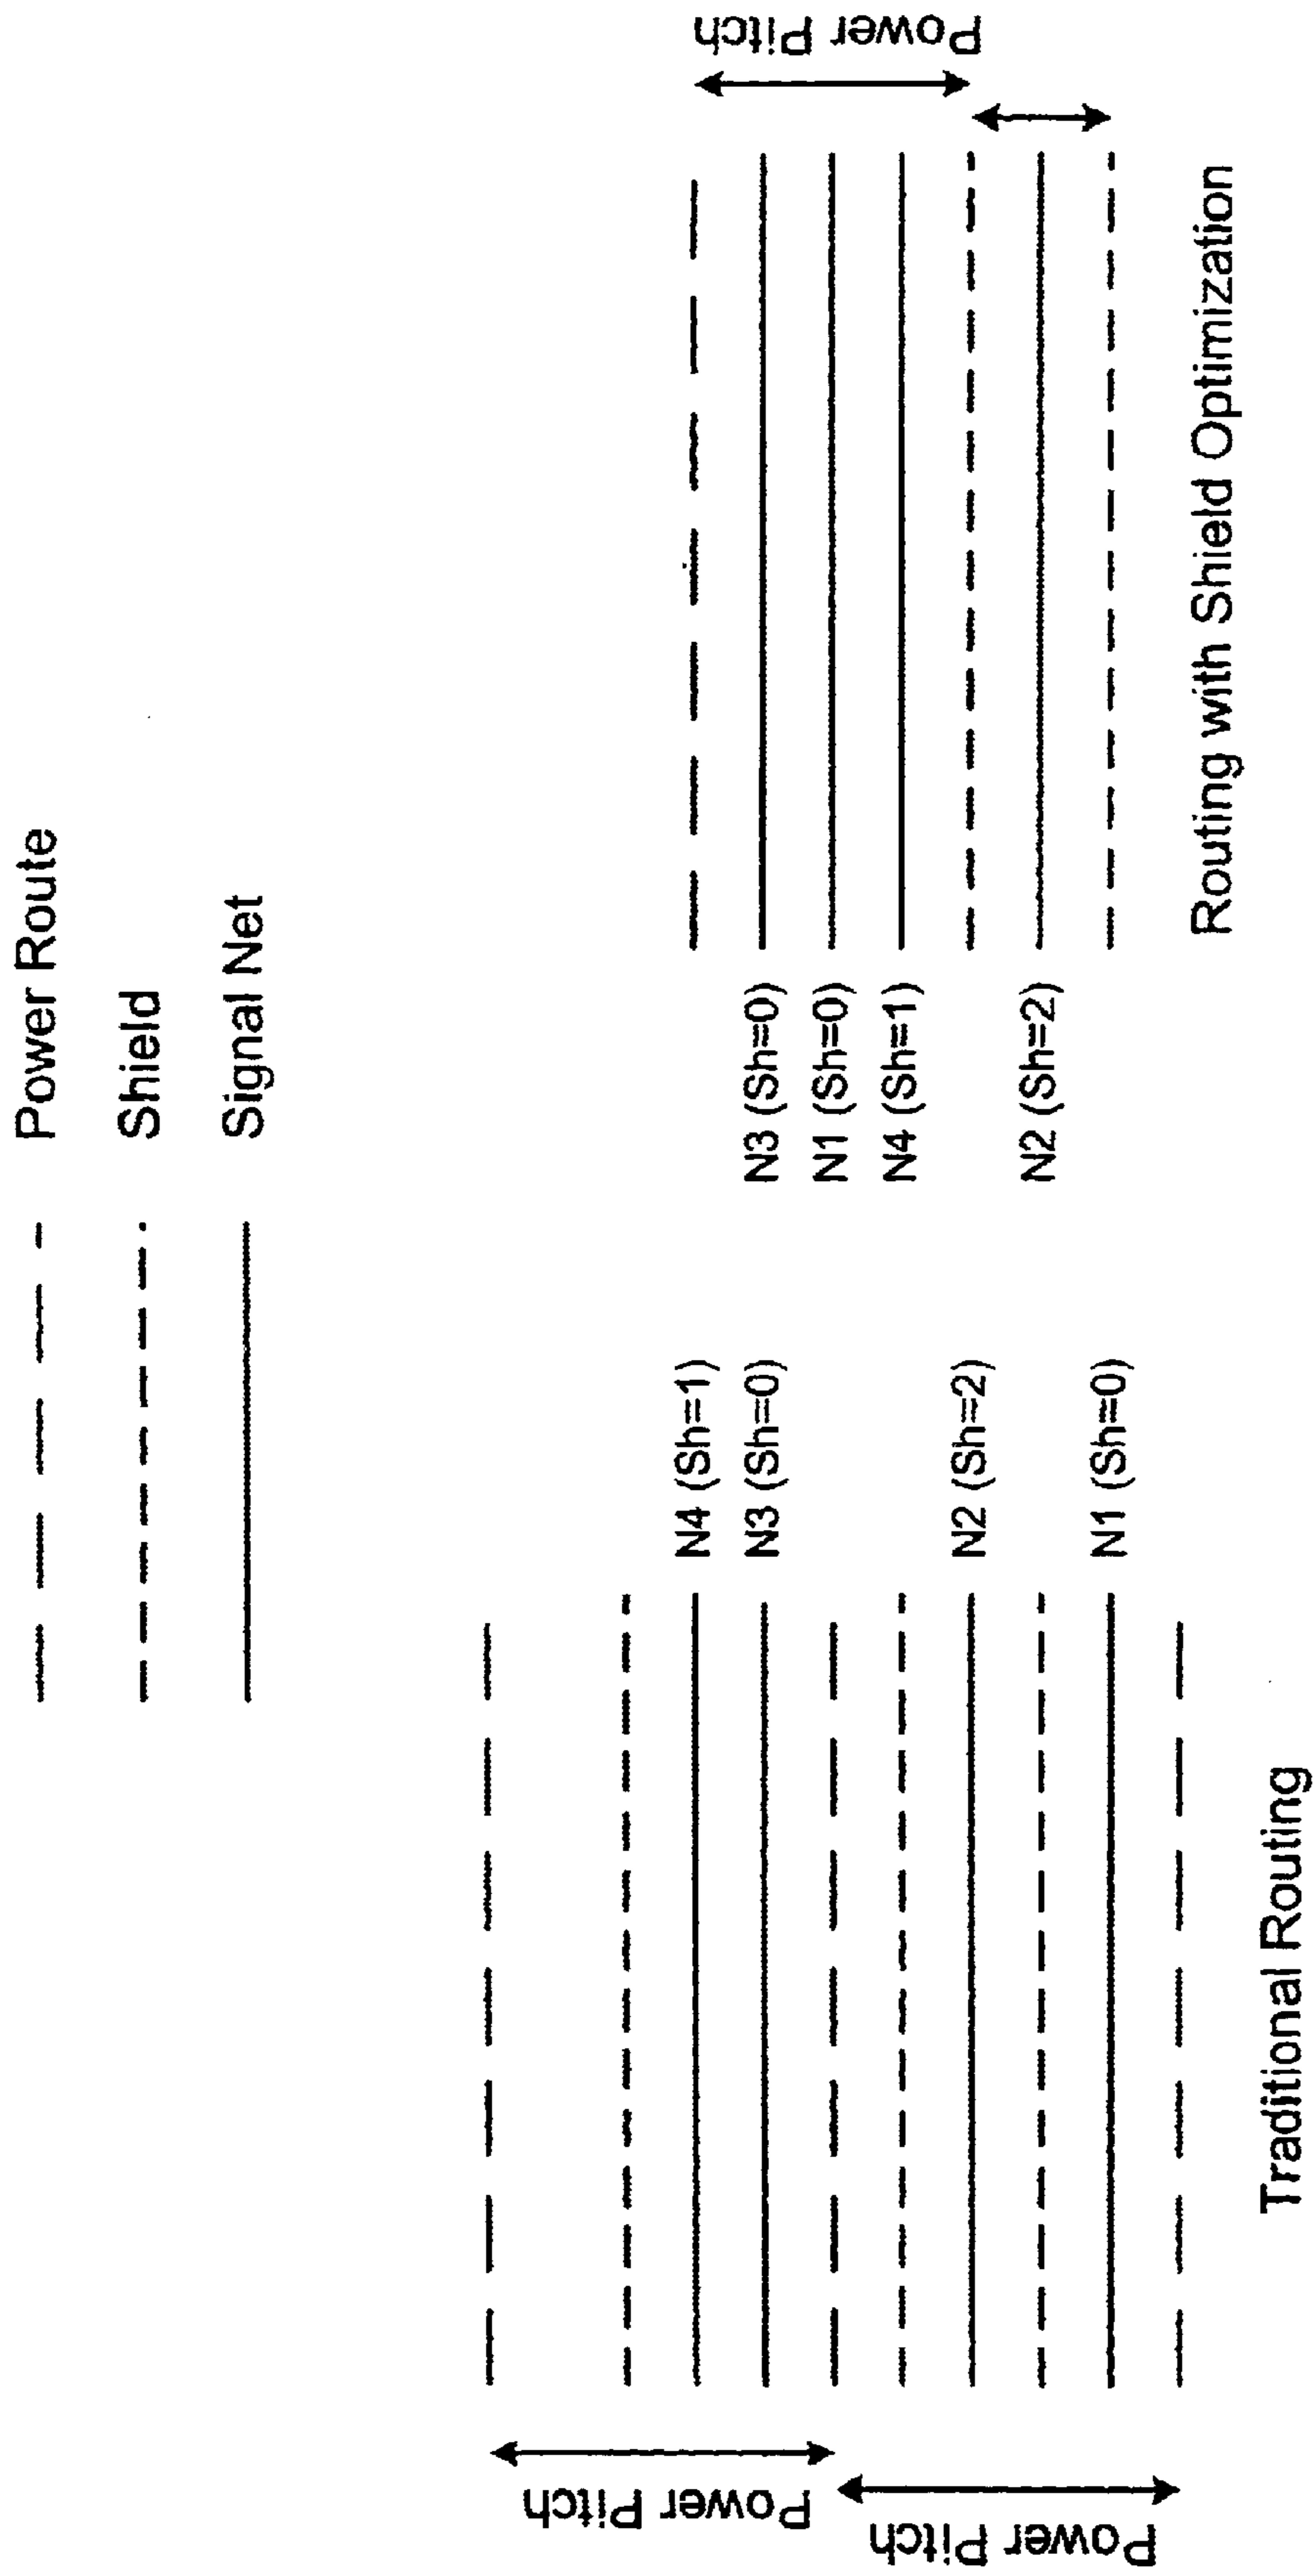 Power Route
Shield
Signal Net
Power Pitch
Power Pitch
N4 (Sh=1)
N3 (Sh=0)
N2 (Sh=2)
N1 (Sh=0)
Traditional Routing
N3 (Sh=0)
N1 (Sh=0)
N4 (Sh=1)
N2 (Sh=2)
Power Pitch
Routing with Shield Optimization